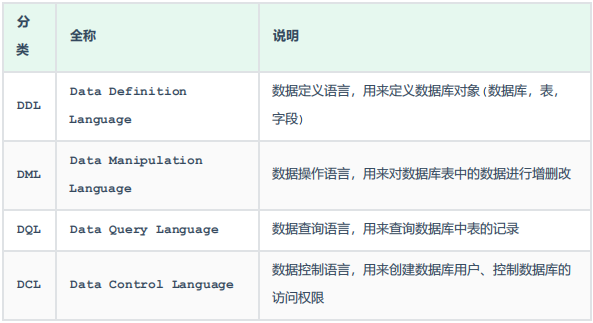 分
类
全称
说明
DDL
Data Definition
Language
数据定义语言，用来定义数据库对象(数据库，表，
字段)
DML
Data Manipulation
Language
数据操作语言，用来对数据库表中的数据进行增删改
DQL
Data Query Language
数据查询语言，用来查询数据库中表的记录
DCL
Data Control Language
数据控制语言，用来创建数据库用户、控制数据库的
访问权限